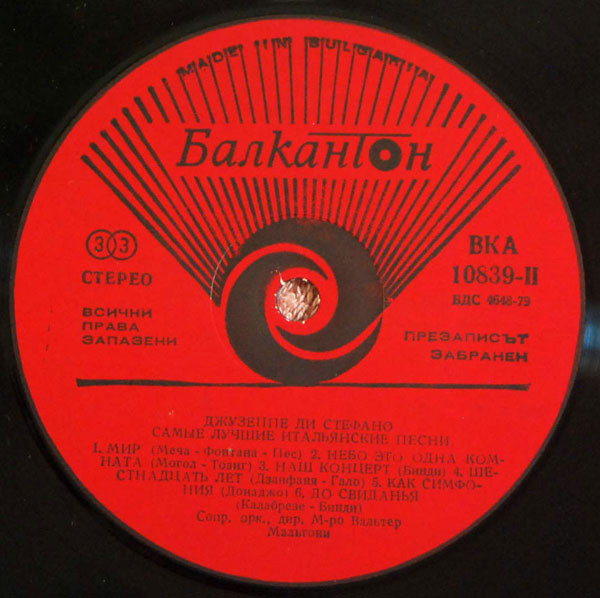 MADE IN BULGARIA
Балкантон
33
СТЕРЕО
ВКА
10839-II
БДС 4648-79
ВСИЧНИ
ПРАВА
ЗАПАЗЕНИ
ПРЕЗАПИСЪТ
ЗАБРАНЕН
ДЖУЗЕППЕ ДИ СТЕФАНО
САМЫЕ ЛУЧШИЕ ИТАЛЬЯНСКИЕ ПЕСНИ
1. МИР (Меча - Фонтана - Пес) 2. НЕБО ЭТО ОДНА КОМ-
НАТА (Могол - Тоанг) 3. НАШ КОНЦЕРТ (Бинди) 4. ШЕ-
СТНАДЦАТЬ ЛЕТ (Дланфапя - Гало) 5. КАК СИМФО-
НИЯ (Донаджо) 6. ДО СВИДАНЬЯ
(Калабрезе - Бинди)
Сопр. орк., дир. М-ро Вальтер
Мальгони